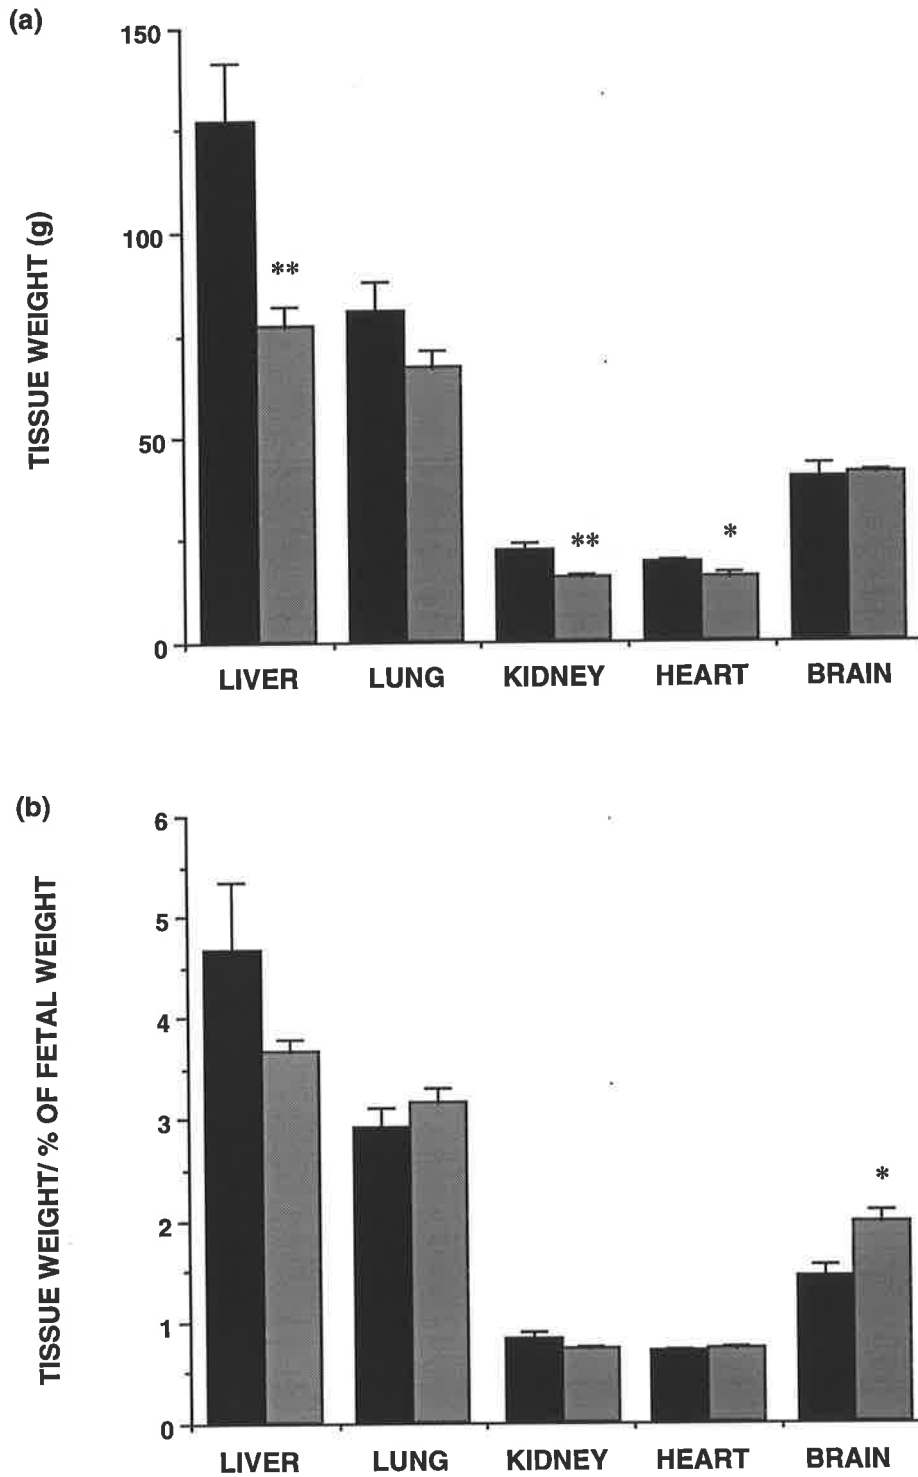 (a)
150
100
50
0
TISSUE WEIGHT (g)
**
**
*
LIVER LUNG KIDNEY HEART BRAIN
(b)
6
5
4
3
2
1
0
TISSUE WEIGHT/ % OF FETAL WEIGHT
*
LIVER LUNG KIDNEY HEART BRAIN